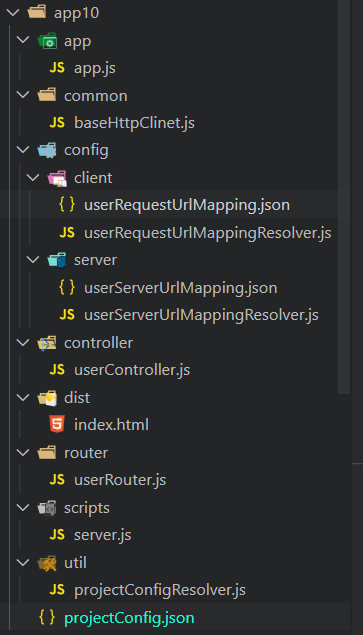 app10
app
JS app.js
common
JS baseHttpClinet.js
config
client
{ } userRequestUrlMapping.json
JS userRequestUrlMappingResolver.js
server
{ } userServerUrlMapping.json
JS userServerUrlMappingResolver.js
controller
JS userController.js
dist
5 index.html
router
JS userRouter.js
scripts
JS server.js
util
JS projectConfigResolver.js
{ } projectConfig.json